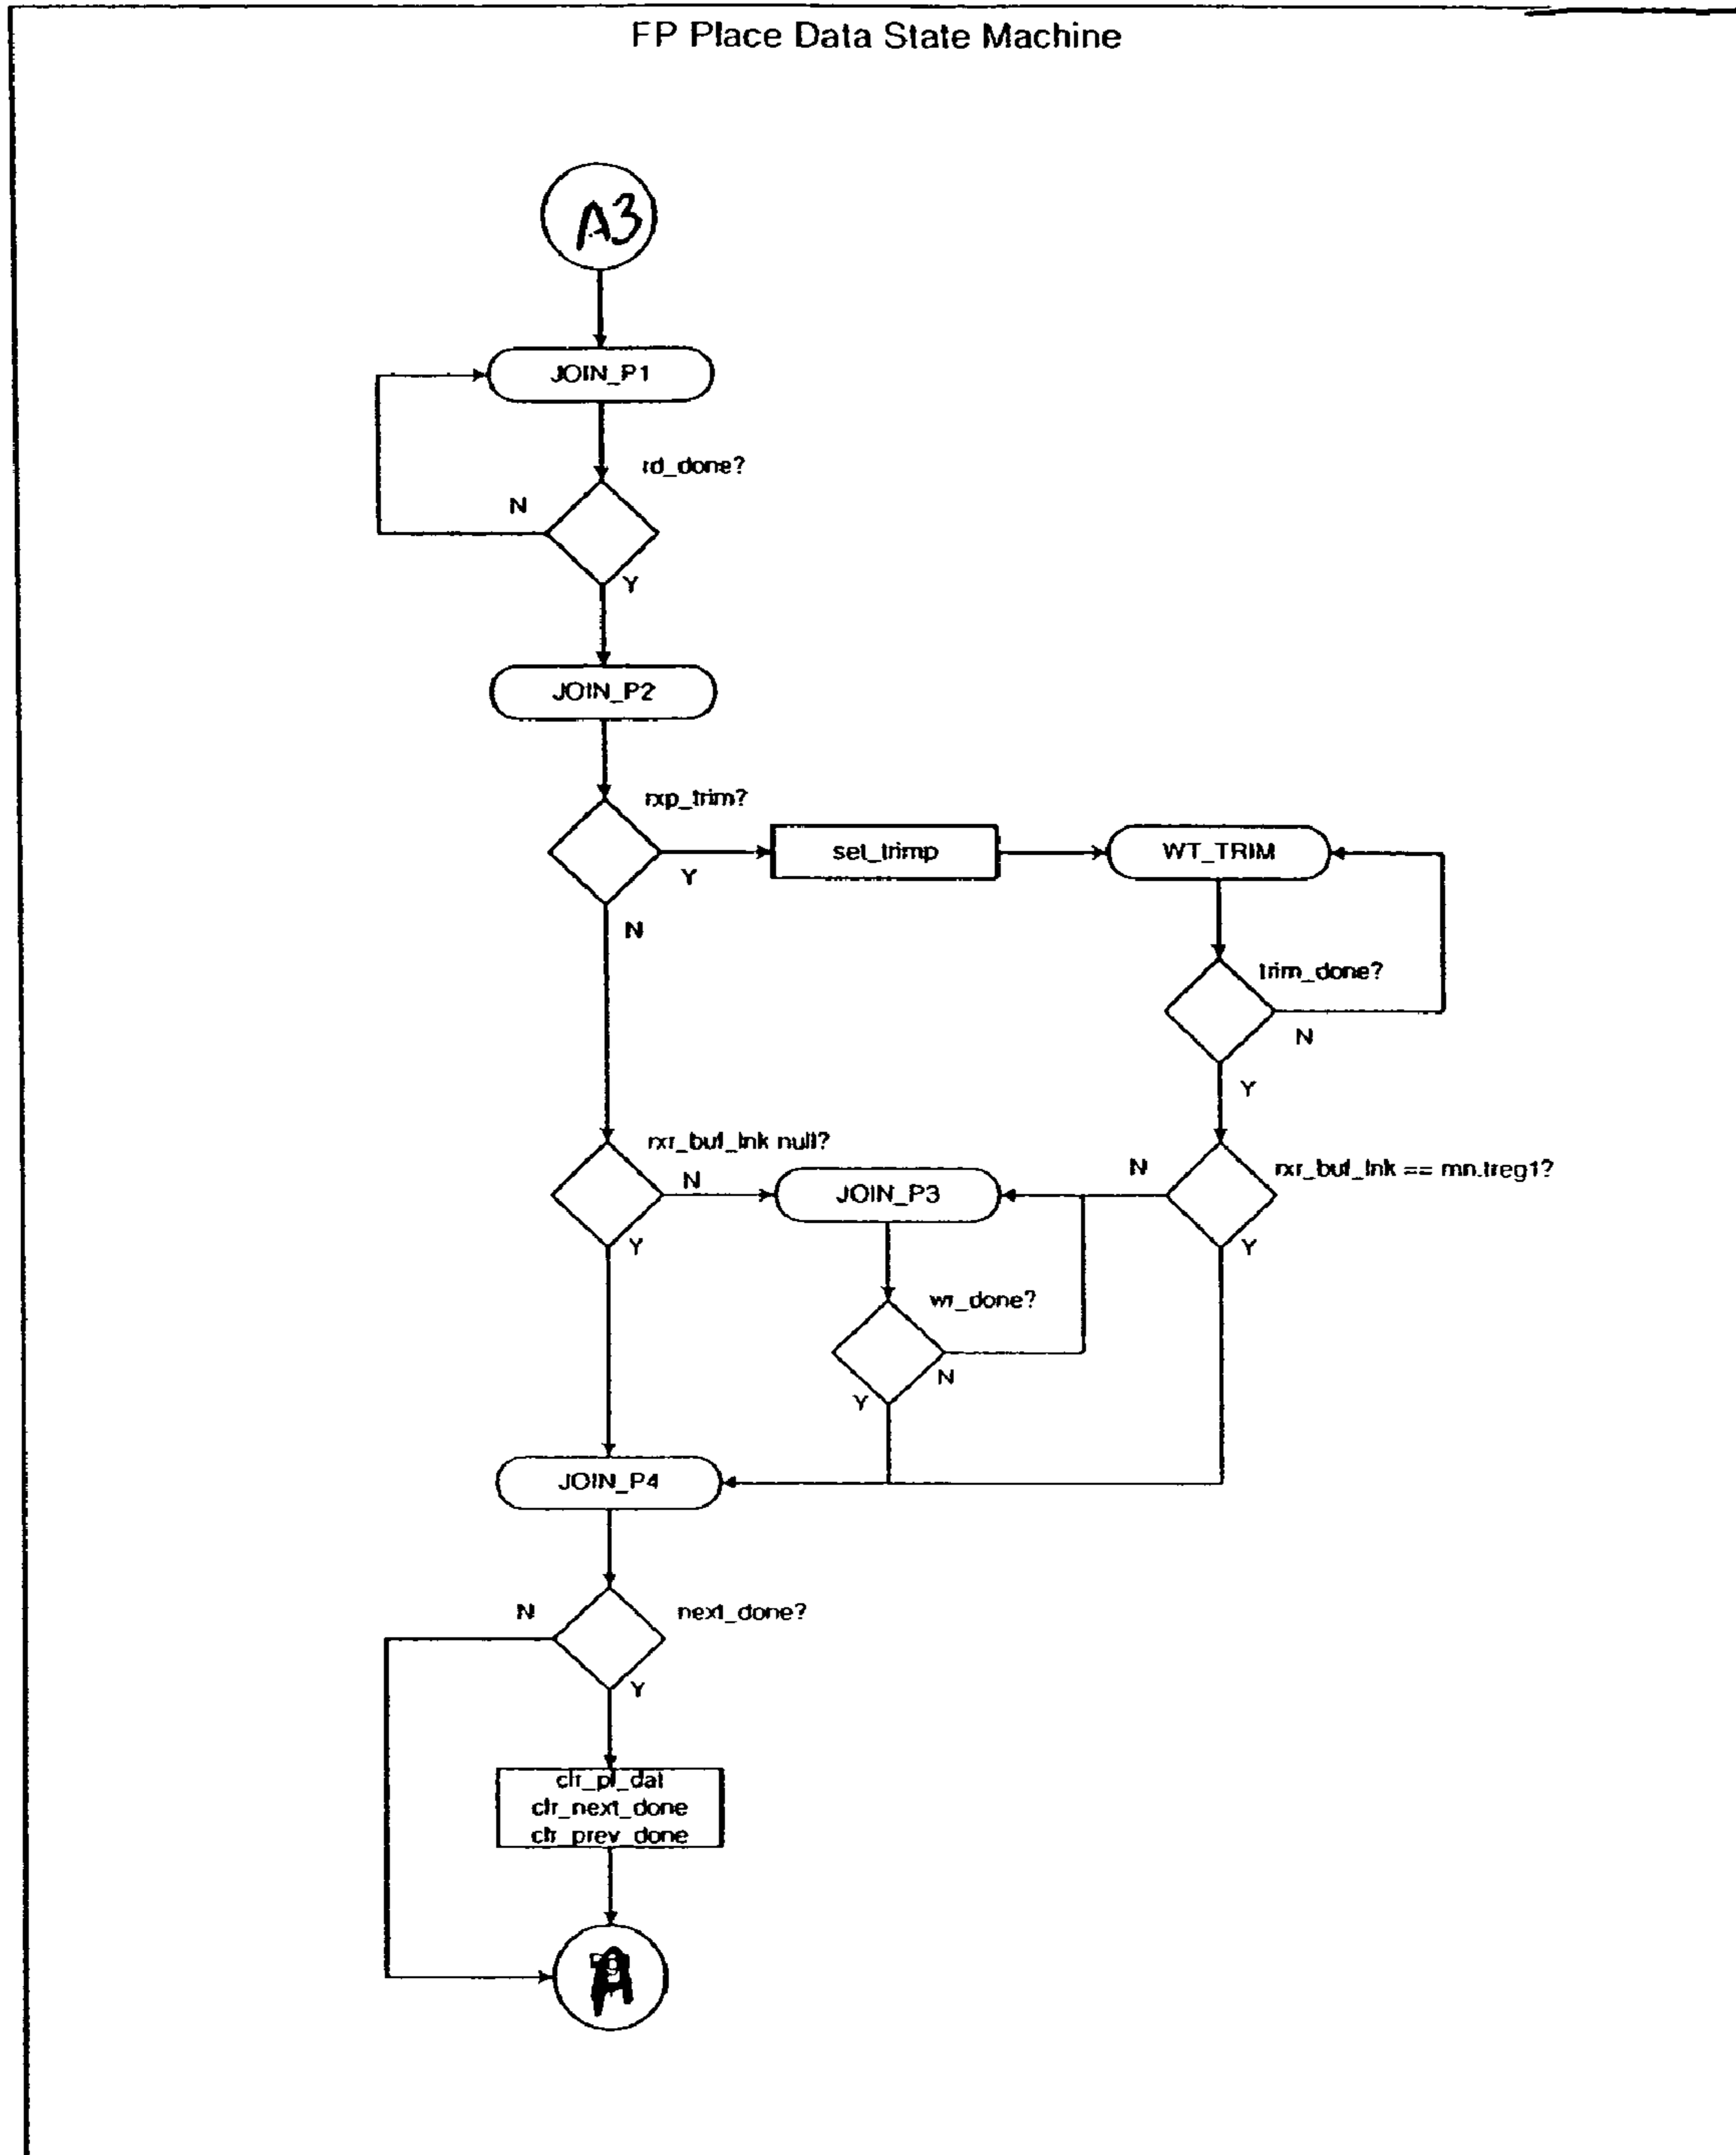 FP Place Data State Machine
A3
JOIN_P1
rd_done?
N
Y
JOIN_P2
rxp_trim?
set_trimp
WT_TRIM
Y
N
trim_done?
N
Y
rxr_buf_lnk null?
N
JOIN_P3
N
rxr_buf_lnk == mn.treg1?
Y
Y
wr_done?
N
Y
JOIN_P4
N
next_done?
Y
clr_pl_dat
clr_next_done
clr_prev_done
A